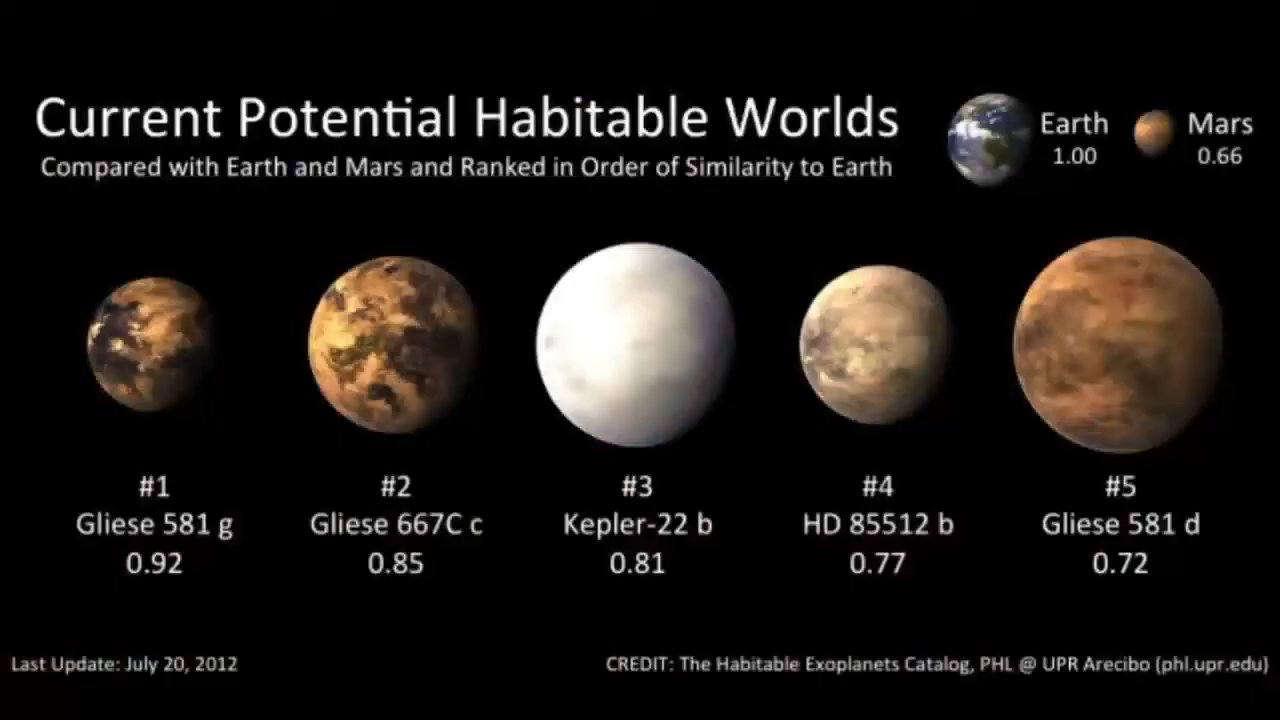 Current Potential Habitable Worlds
Compared with Earth and Mars and Ranked in Order of Similarity to Earth
Earth
1.00
Mars
0.66
#1
Gliese 581 g
0.92
#2
Gliese 667C c
0.85
#3
Kepler-22 b
0.81
#4
HD 85512 b
0.77
#5
Gliese 581 d
0.72
Last Update: July 20, 2012
CREDIT: The Habitable Exoplanets Catalog, PHL @ UPR Arecibo (phl.upr.edu)